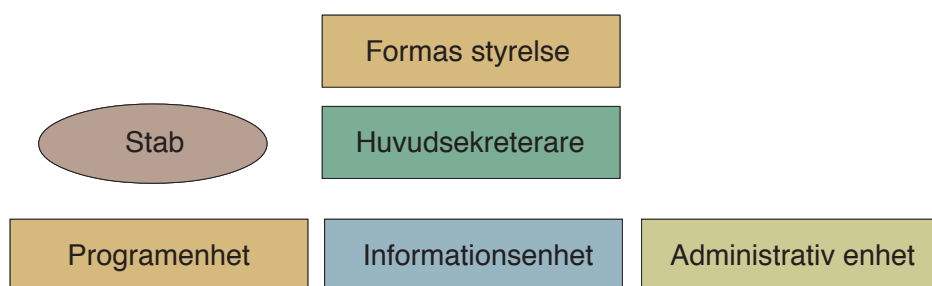 Formas styrelse
Stab
Huvudsekreterare
Programenhet
Informationsenhet
Administrativ enhet